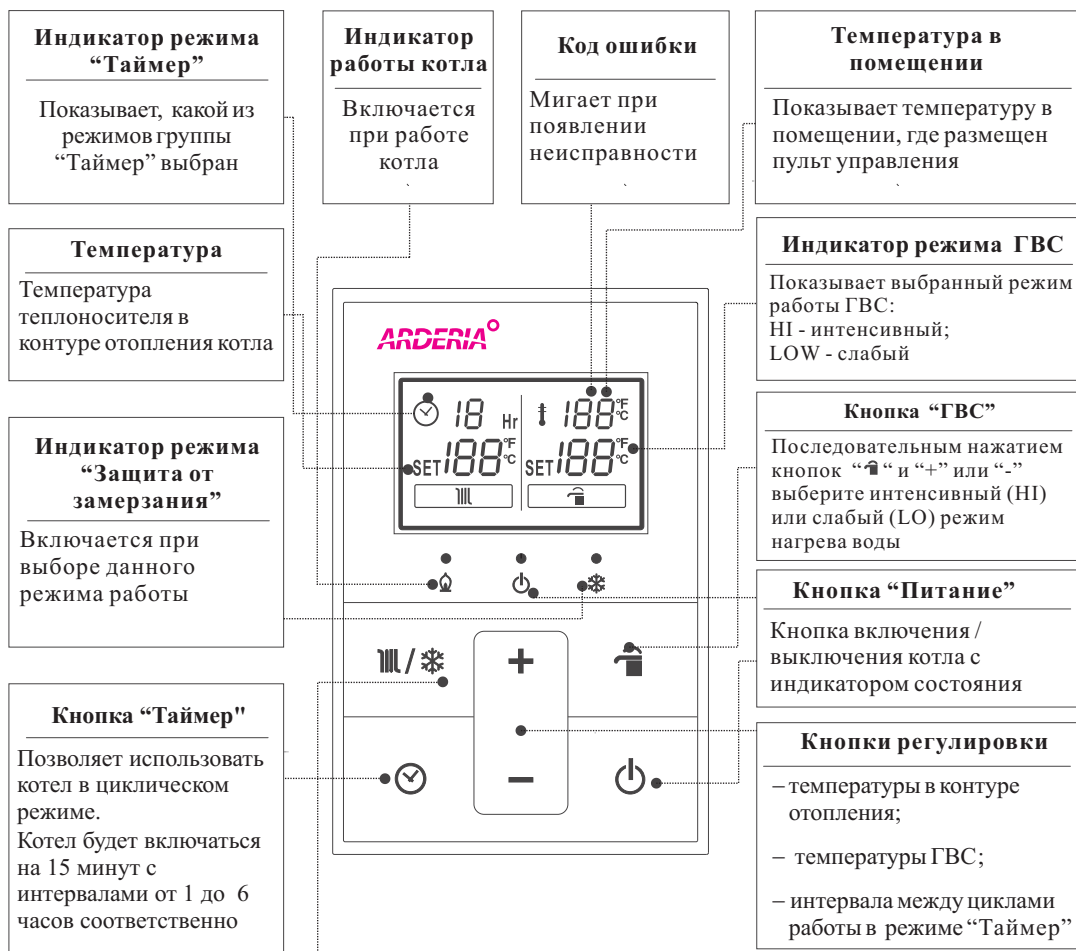 Индикатор режима
“Таймер”
Показывает, какой из
режимов группы
“Таймер” выбран
Индикатор
работы котла
Включается
при работе
котла
Код ошибки
Мигает при
появлении
неисправности
Температура в
помещении
Показывает температуру в
помещении, где размещен
пульт управления
Температура
Температура
теплоносителя в
контуре отопления котла
Индикатор режима ГВС
Показывает выбранный режим
работы ГВС:
HI - интенсивный;
LOW - слабый
Индикатор режима
“Защита от
замерзания”
Включается при
выборе данного
режима работы
ARDERIA
18 Hr 188 °F °C
SET 188 °F °C SET 188 °F °C
Кнопка “ГВС”
Последовательным нажатием
кнопок “ “ и “+” или “-”
выберите интенсивный (HI)
или слабый (LO) режим
нагрева воды
Кнопка “Питание”
Кнопка включения /
выключения котла с
индикатором состояния
/ +
−
Кнопка “Таймер"
Позволяет использовать
котел в циклическом
режиме.
Котел будет включаться
на 15 минут с
интервалами от 1 до 6
часов соответственно
Кнопки регулировки
– температуры в контуре
отопления;
– температуры ГВС;
– интервала между циклами
работы в режиме “Таймер”